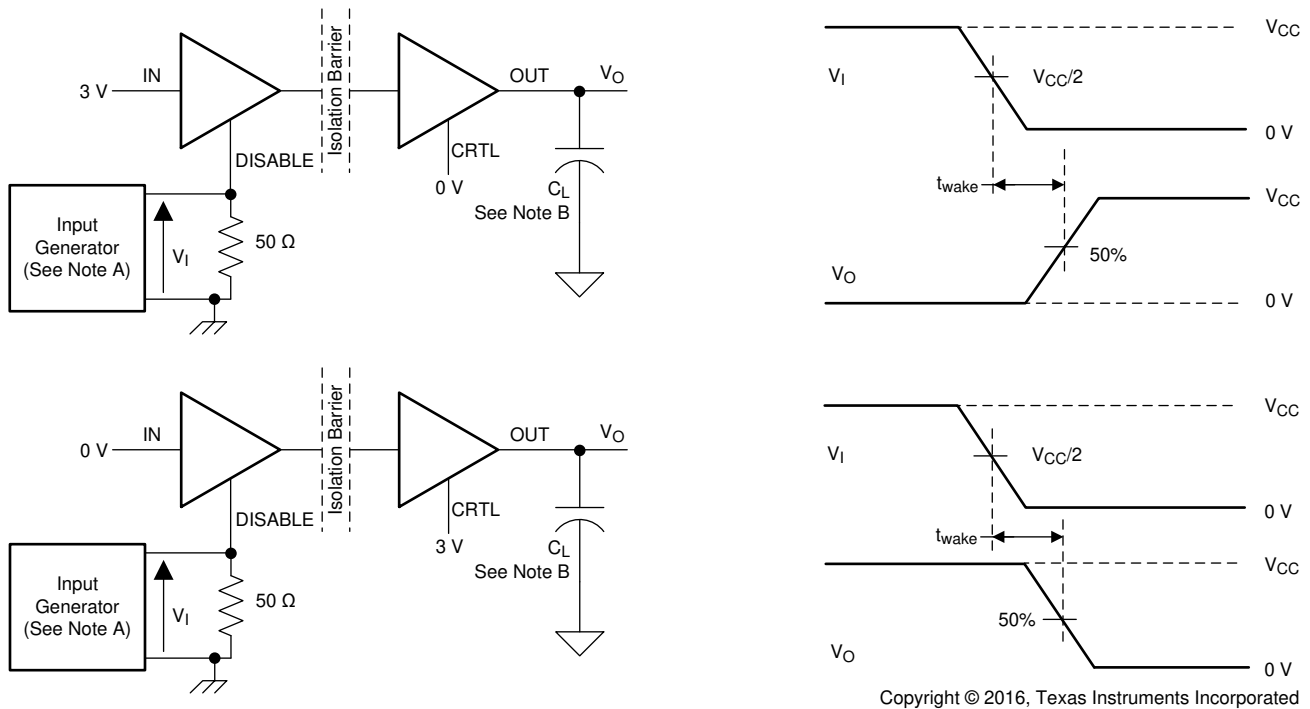 3 V
IN
Isolation Barrier
OUT
VO
DISABLE
CRTL
0 V
CL
See Note B
Input
Generator
(See Note A)
VI
50 Ω
VCC
VI
VCC/2
0 V
twake
VCC
50%
VO
0 V
0 V
IN
Isolation Barrier
OUT
VO
DISABLE
CRTL
3 V
CL
See Note B
Input
Generator
(See Note A)
VI
50 Ω
VCC
VI
VCC/2
0 V
twake
VCC
50%
VO
0 V
Copyright © 2016, Texas Instruments Incorporated